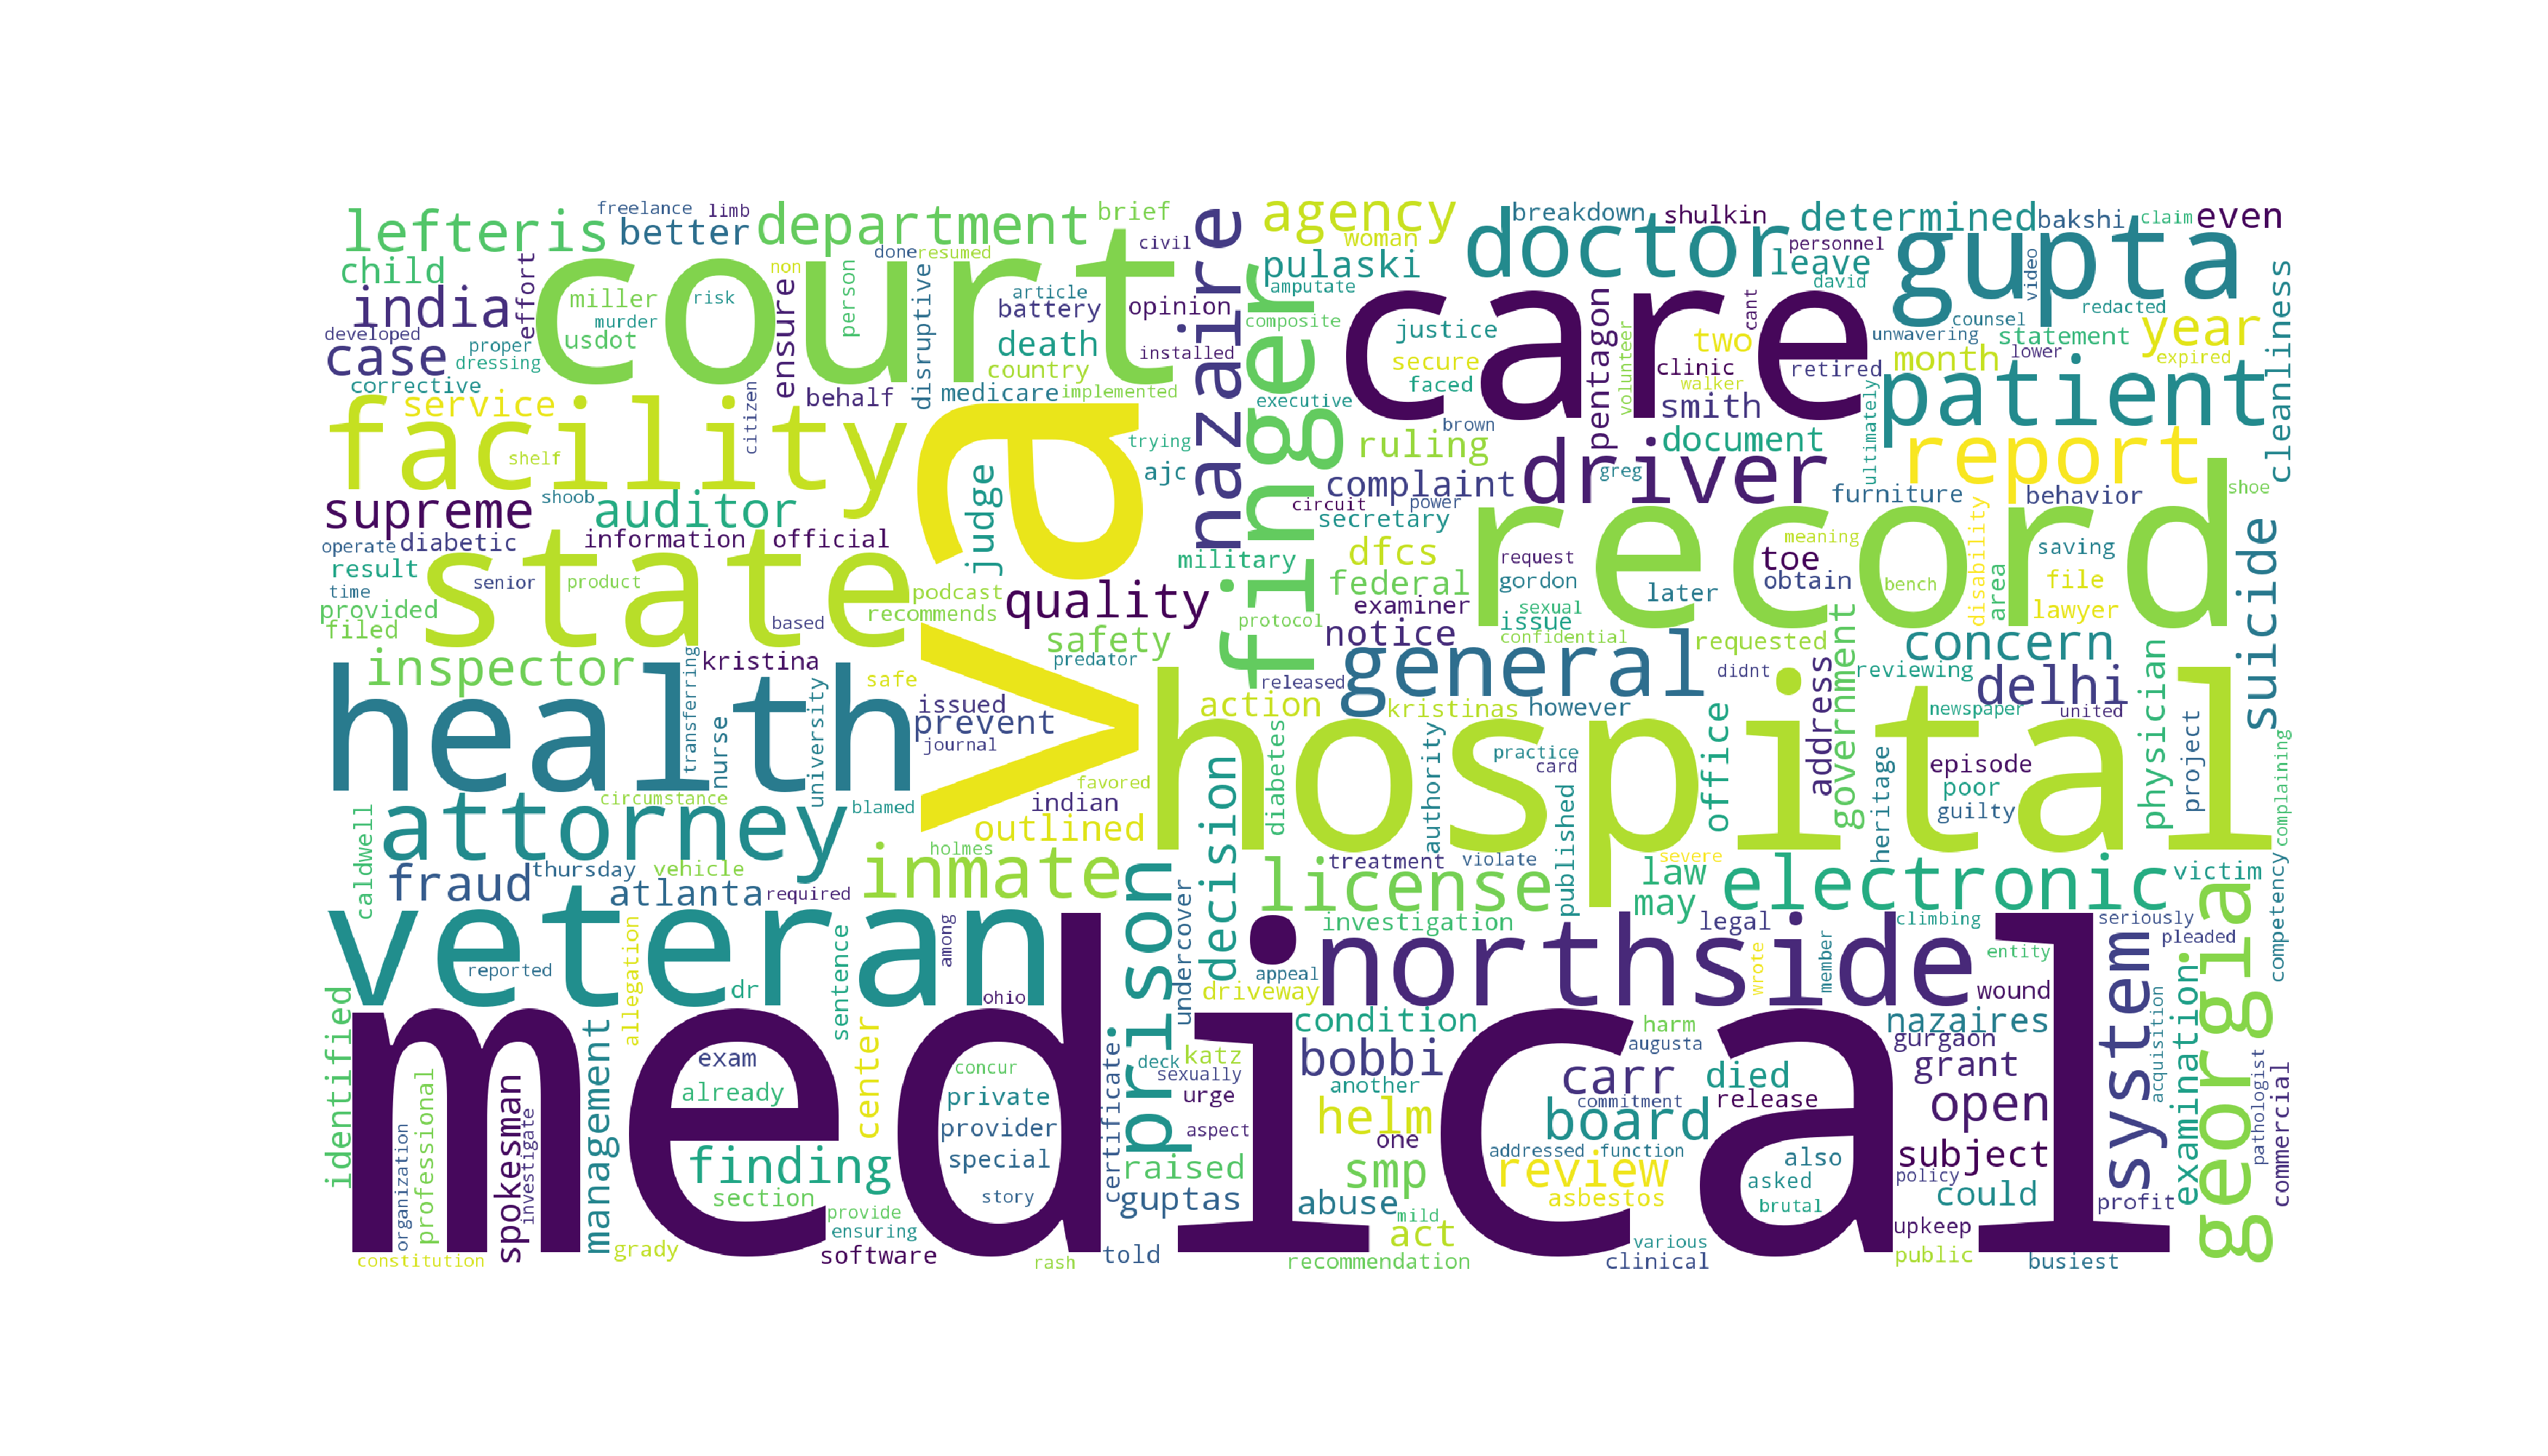 freelance
limb
lefteris
better
department
brief
civil
done
resumed
child
india
effort
miller
murder
usdot
risk
non
person
court
disruptive
article
battery
opinion
developed
case
proper
dressing
corrective
ensure
death
country
installed
service
citizen
behalf
medicare
implemented
facility
shelf
trying
ajc
supreme
shoob
auditor
judge
operate
diabetic
information
official
military
result
state
senior
product
time
provided
filed
based
podcast
recommends
quality
safety
predator
inspector
transferring
kristina
safe
issued
prevent
journal
health
nurse
university
va
nazaire
finger
agency
woman
pulaski
amputate
composite
executive
breakdown
shulkin
doctor
personnel
leave
david
determined
bakshi
claim
even
gupta
video
redacted
cleanliness
justice
secure
faced
pentagon
two
cant
clinic
walker
volunteer
retired
unwavering
counsel
statement
month
lower
year
expired
care
smith
brown
ruling
document
ultimately
patient
report
complaint
driver
greg
furniture
behavior
shoe
circuit
power
secretary
dfcs
federal
request
gordon
record
toe
obtain
later
meaning
bench
disability
area
saving
file
lawyer
suicide
examiner
protocol
notice
sexual
issue
confidential
requested
government
concern
general
released
didnt
address
reviewing
delhi
physician
action
kristinas
however
office
newspaper
united
circumstance
favored
diabetes
authority
practice
card
hospital
heritage
episode
poor
guilty
project
complaining
attorney
blamed
indian
outlined
caldwell
holmes
decision
published
fraud
thursday
vehicle
atlanta
required
inmate
treatment
violate
severe
license
law
may
electronic
victim
competency
veteran
reported
allegation
dr
sentence
among
ohio
prison
undercover
investigation
legal
climbing
seriously
pleaded
northside
entity
appeal
driveway
wrote
member
wound
system
georgia
identified
management
exam
already
center
concur
private
provider
special
story
certificate
deck
katz
sexually
urge
aspect
condition
bobbi
another
harm
augusta
carr
commitment
died
release
nazaires
gurgaon
grant
open
examination
acquisition
pathologist
commercial
medical
organization
professional
spokesman
investigate
finding
section
provide
ensuring
raised
guptas
helm
one
smp
abuse
mild
board
addressed
function
review
asbestos
also
asked
brutal
policy
subject
could
upkeep
profit
constitution
grady
software
rash
told
act
recommendation
various
clinical
public
busiest